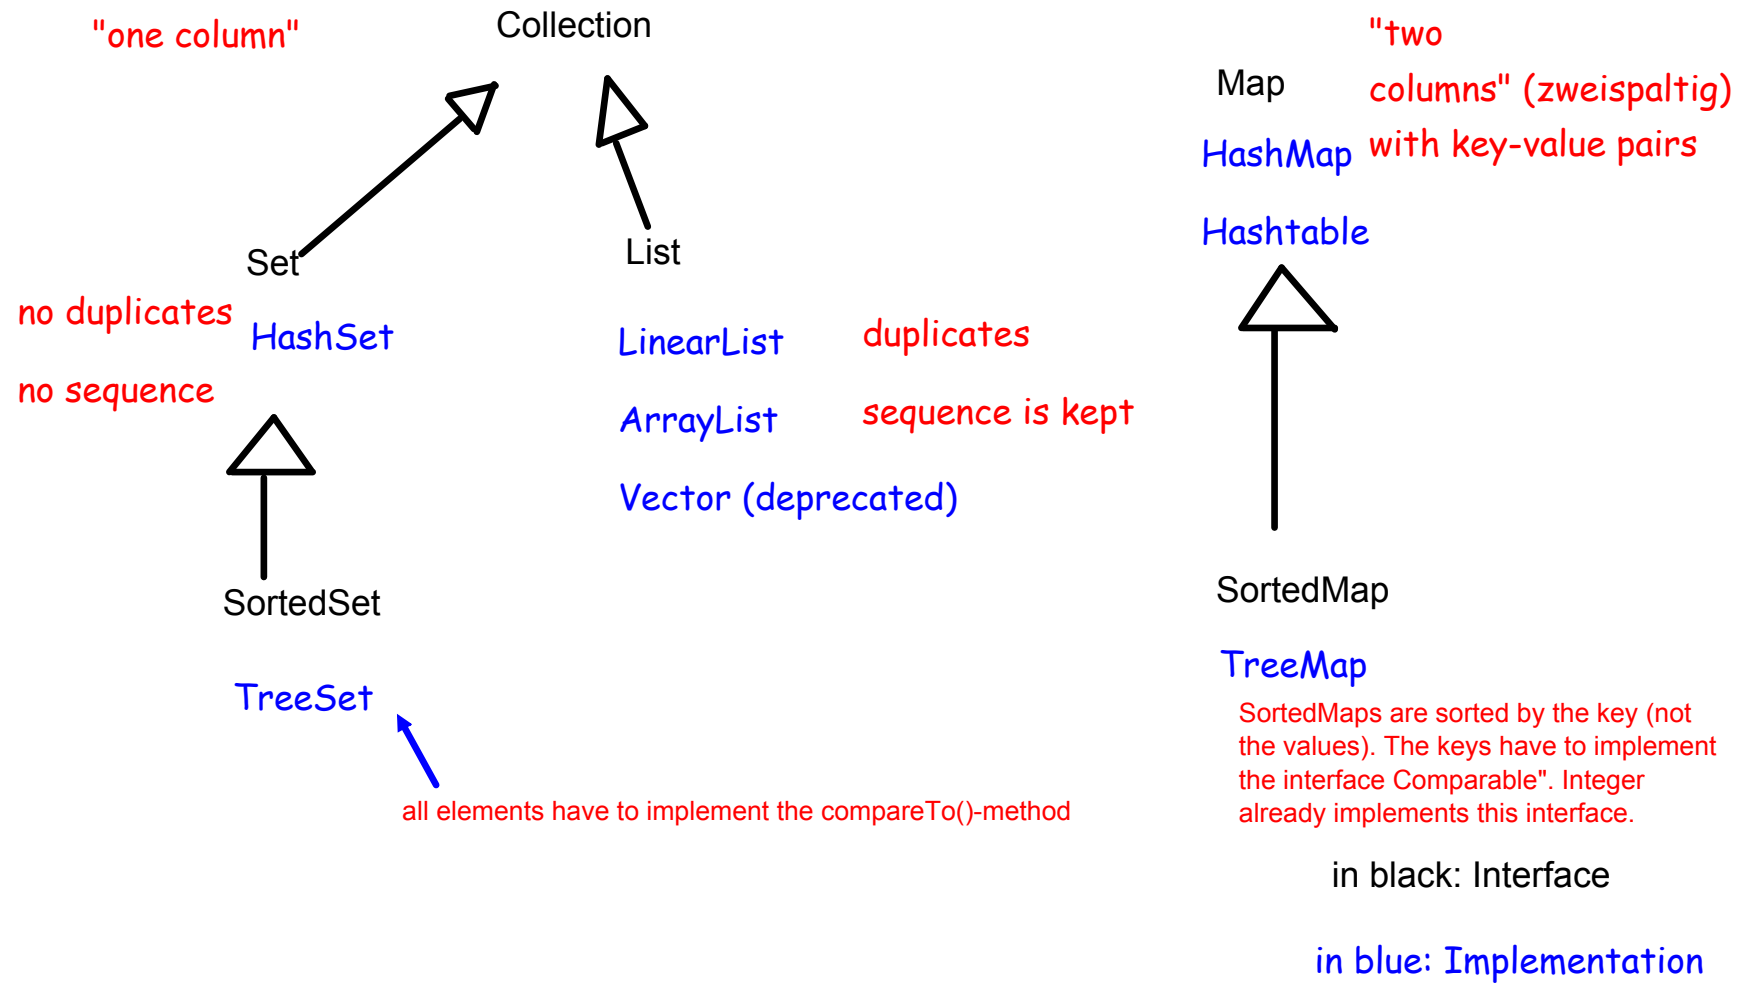 "one column"
Collection
"two
columns" (zweispaltig)
with key-value pairs
Map
HashMap
Hashtable
Set
List
no duplicates
HashSet
no sequence
LinearList
duplicates
ArrayList
sequence is kept
Vector (deprecated)
SortedSet
TreeSet
all elements have to implement the compareTo()-method
SortedMap
TreeMap
SortedMaps are sorted by the key (not
the values). The keys have to implement
the interface Comparable". Integer
already implements this interface.
in black: Interface
in blue: Implementation